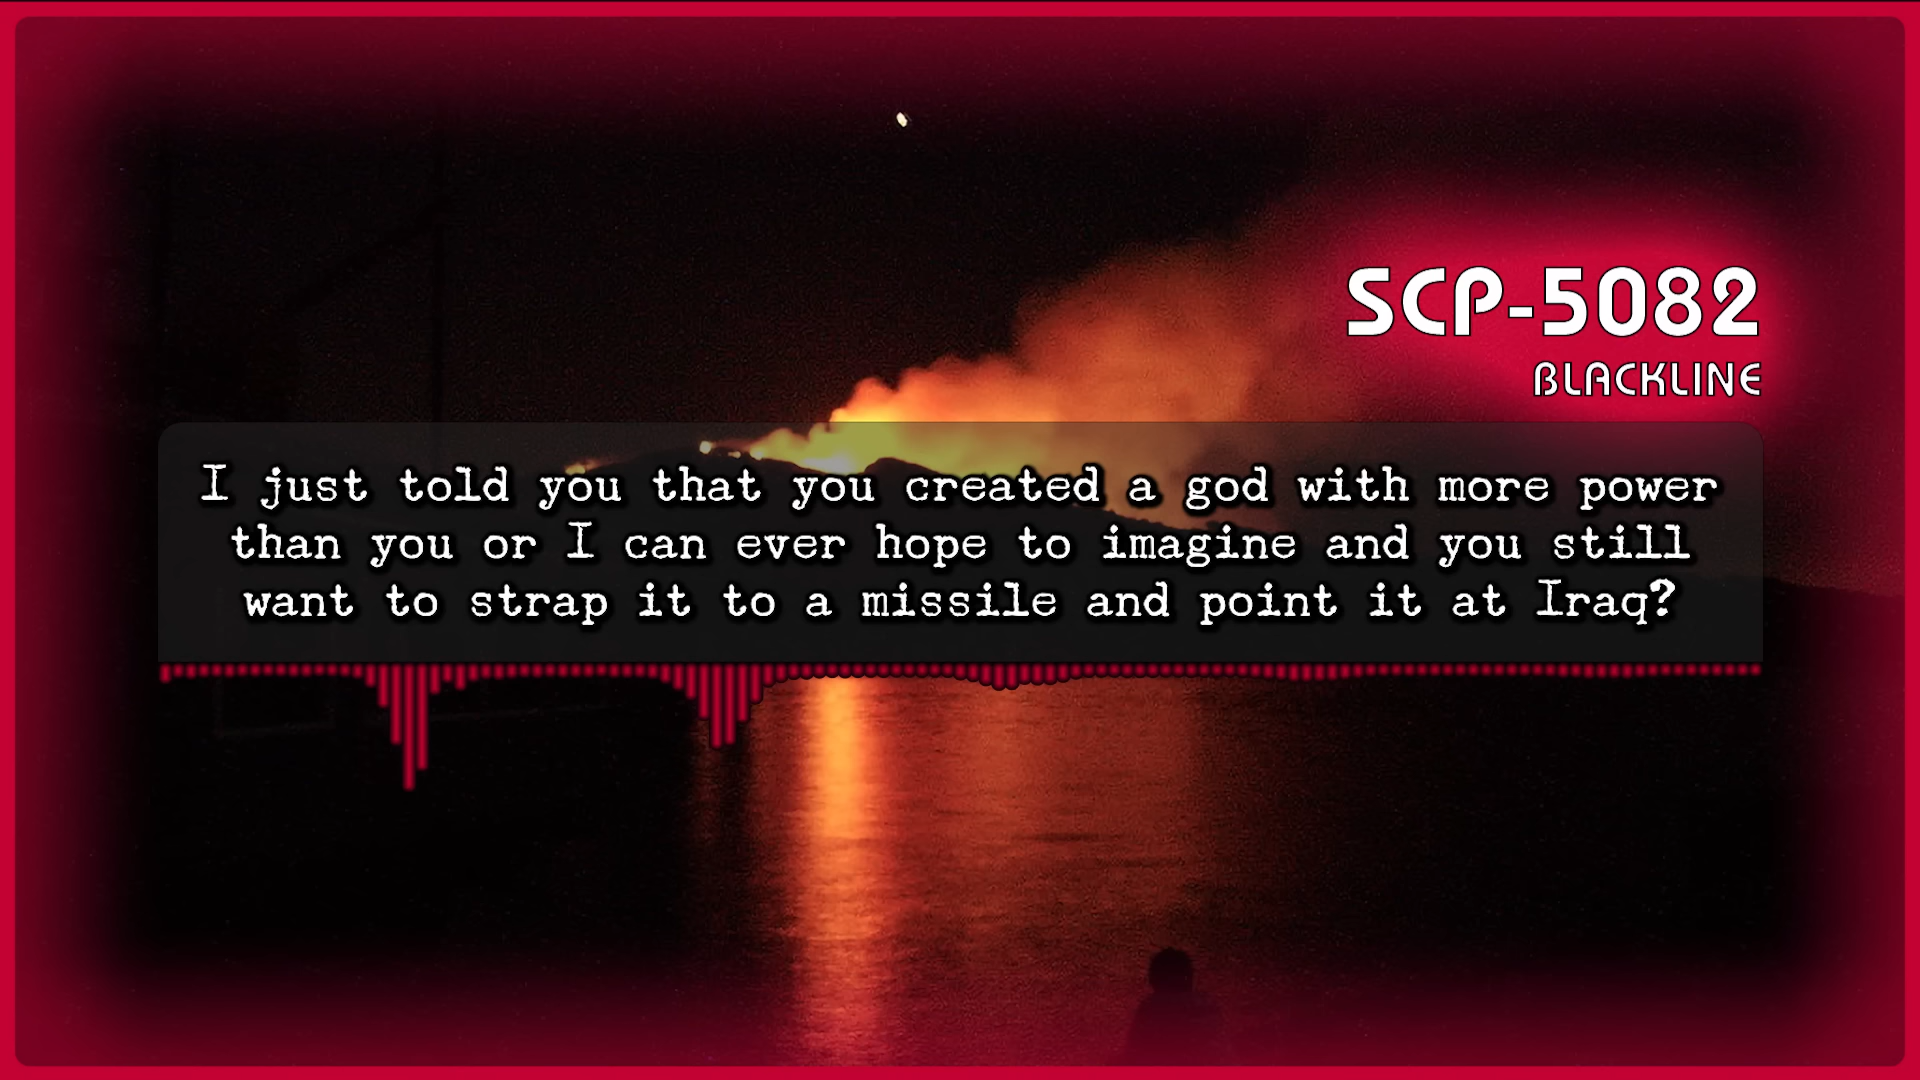 SCP-5082
BLACKLINE
I just told you that you created a god with more power
than you or I can ever hope to imagine and you still
want to strap it to a missile and point it at Iraq?